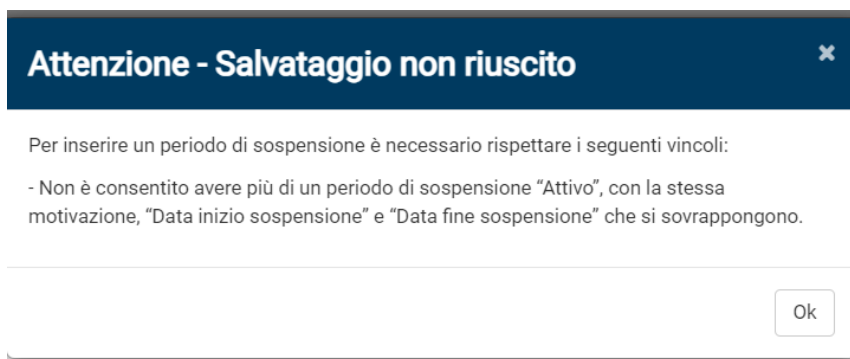 Attenzione - Salvataggio non riuscito
×
Per inserire un periodo di sospensione è necessario rispettare i seguenti vincoli:
- Non è consentito avere più di un periodo di sospensione “Attivo”, con la stessa
motivazione, “Data inizio sospensione” e “Data fine sospensione” che si sovrappongono.
Ok